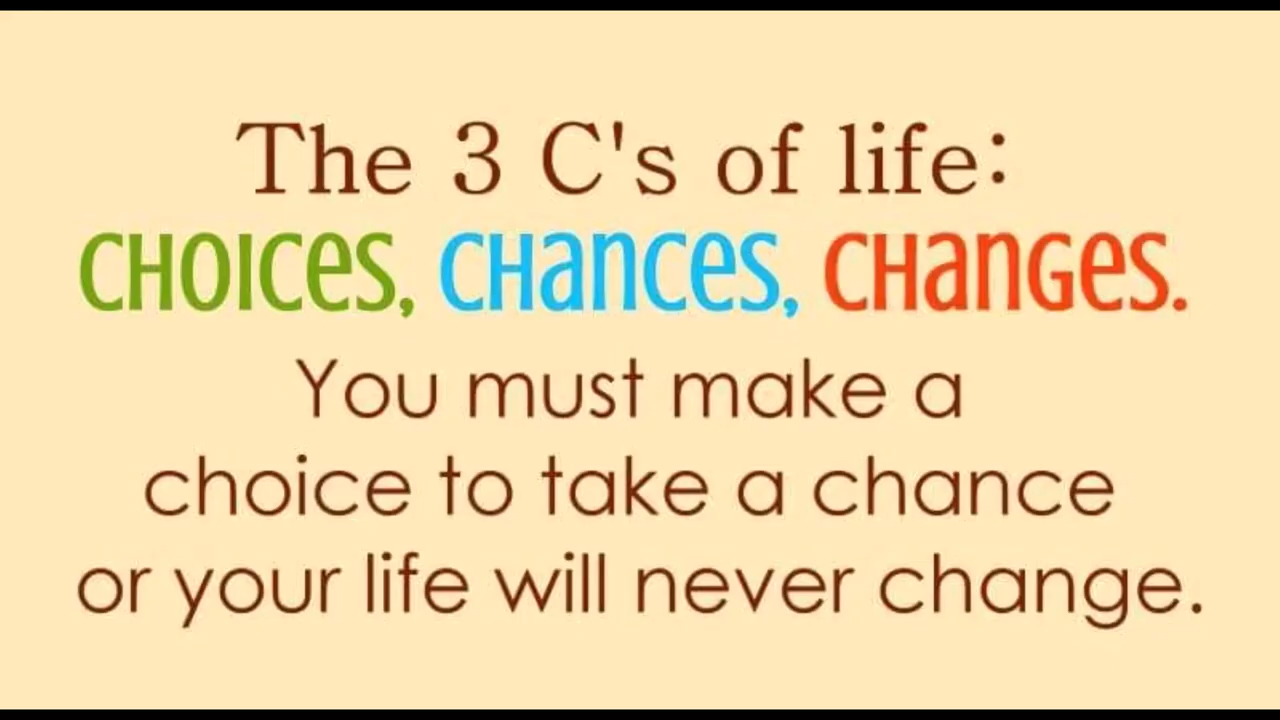 The 3 C's of life:
CHOICES, CHANCES, CHANGES.
You must make a
choice to take a chance
or your life will never change.